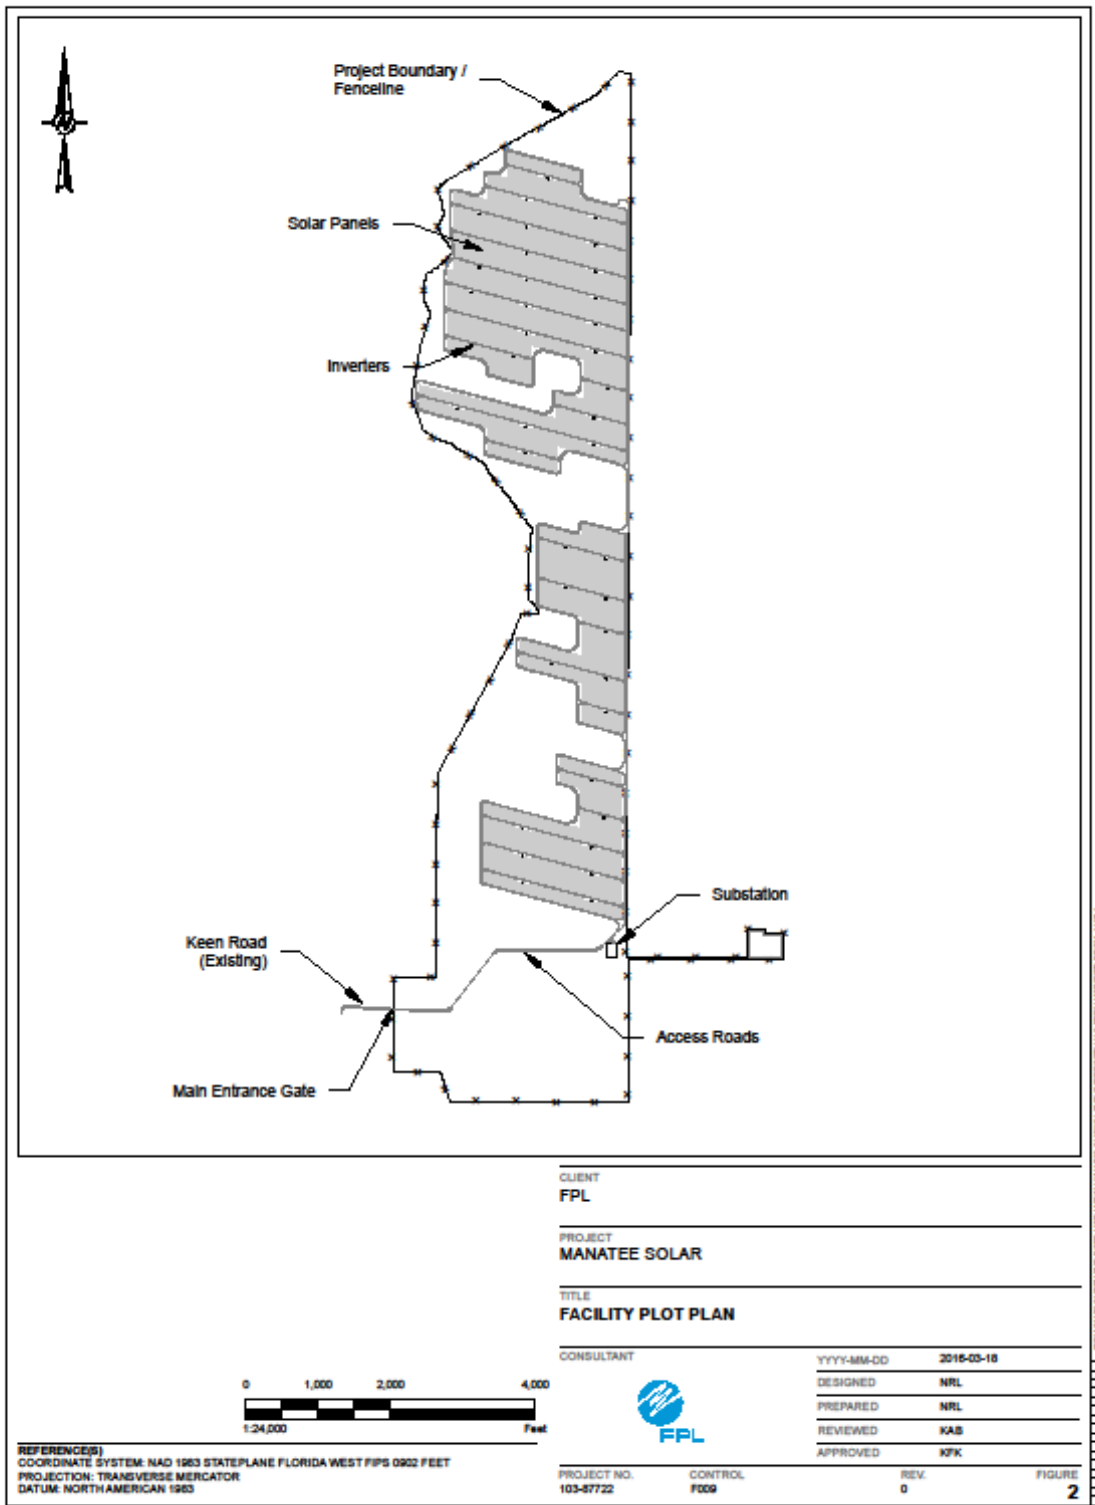 Project Boundary /
Fenceline
Solar Panels
Inverters
Substation
Keen Road
(Existing)
Access Roads
Main Entrance Gate
CLIENT
FPL
PROJECT
MANATEE SOLAR
TITLE
FACILITY PLOT PLAN
CONSULTANT
FPL
YYYY-MM-DD 2016-03-18
DESIGNED NRL
PREPARED NRL
REVIEWED KAB
APPROVED KFK
0 1,000 2,000 4,000
1:24,000 Feet
REFERENCE(S)
COORDINATE SYSTEM: NAD 1983 STATEPLANE FLORIDA WEST FIPS 0902 FEET
PROJECTION: TRANSVERSE MERCATOR
DATUM: NORTH AMERICAN 1983
PROJECT NO. CONTROL REV. FIGURE
103-87722 F009 0 2